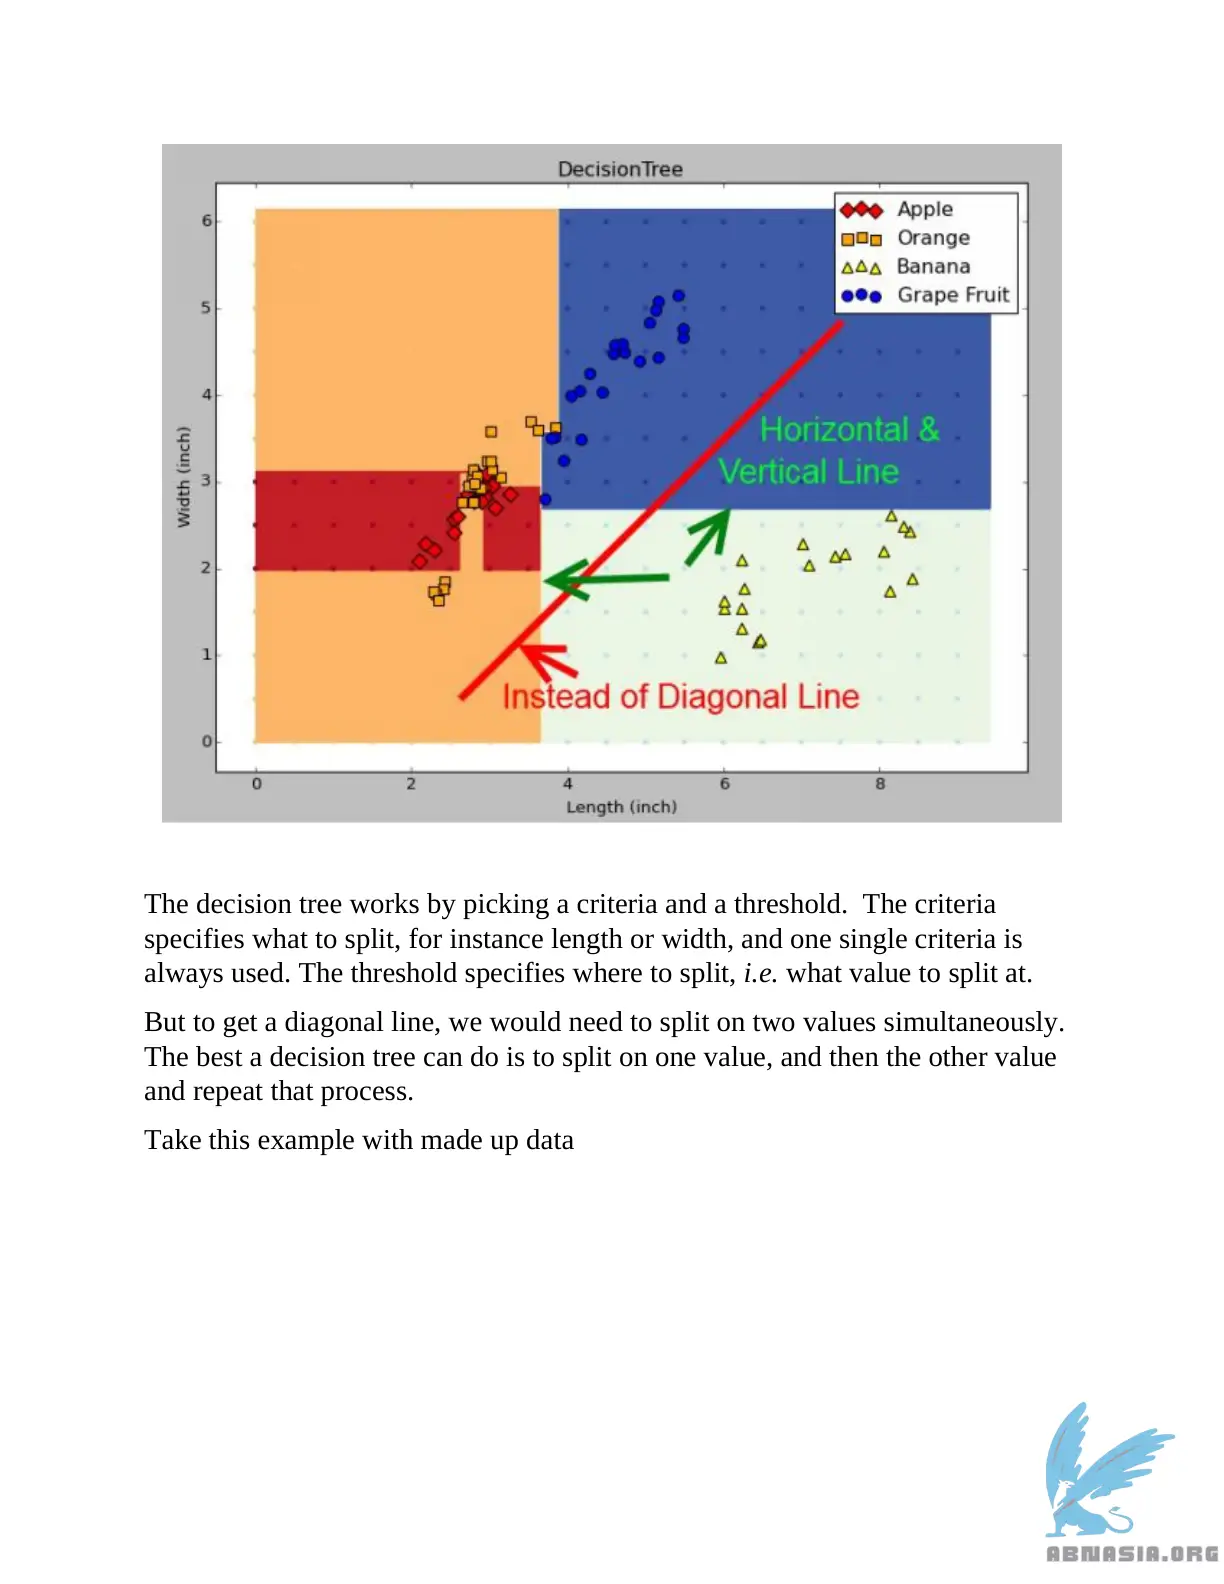 DecisionTree
Apple
Orange
Banana
Grape Fruit
6
5
4
3
2
1
0
Width (inch)
Horizontal &
Vertical Line
Instead of Diagonal Line
0 2 4 6 8
Length (inch)
The decision tree works by picking a criteria and a threshold.  The criteria
specifies what to split, for instance length or width, and one single criteria is
always used. The threshold specifies where to split, i.e. what value to split at.
But to get a diagonal line, we would need to split on two values simultaneously.
The best a decision tree can do is to split on one value, and then the other value
and repeat that process.
Take this example with made up data
ABNASIA.ORG